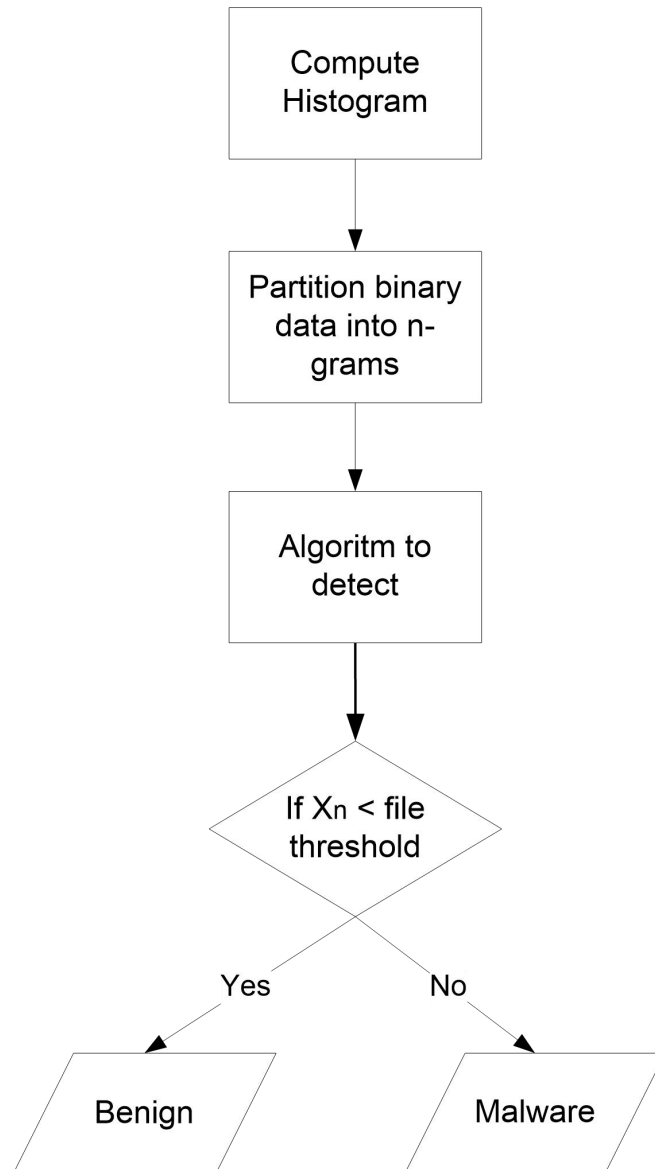 Compute
Histogram
Partition binary
data into n-
grams
Algoritm to
detect
If Xn < file
threshold
Yes
No
Benign
Malware